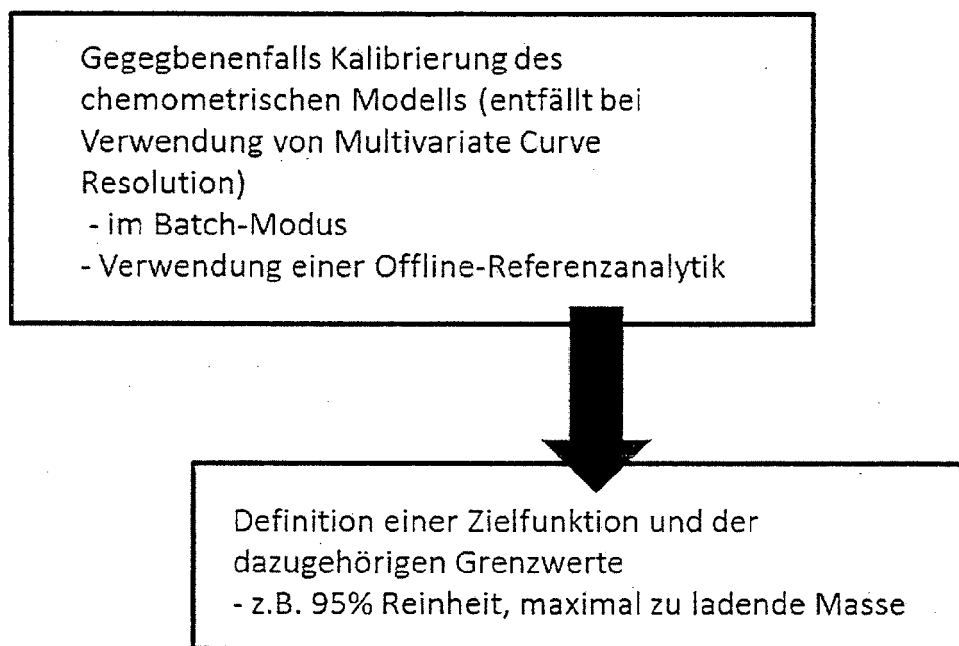 Gegegbenenfalls Kalibrierung des
chemometrischen Modells (entfällt bei
Verwendung von Multivariate Curve
Resolution)
- im Batch-Modus
- Verwendung einer Offline-Referenzanalytik
Definition einer Zielfunktion und der
dazugehörigen Grenzwerte
- z.B. 95% Reinheit, maximal zu ladende Masse